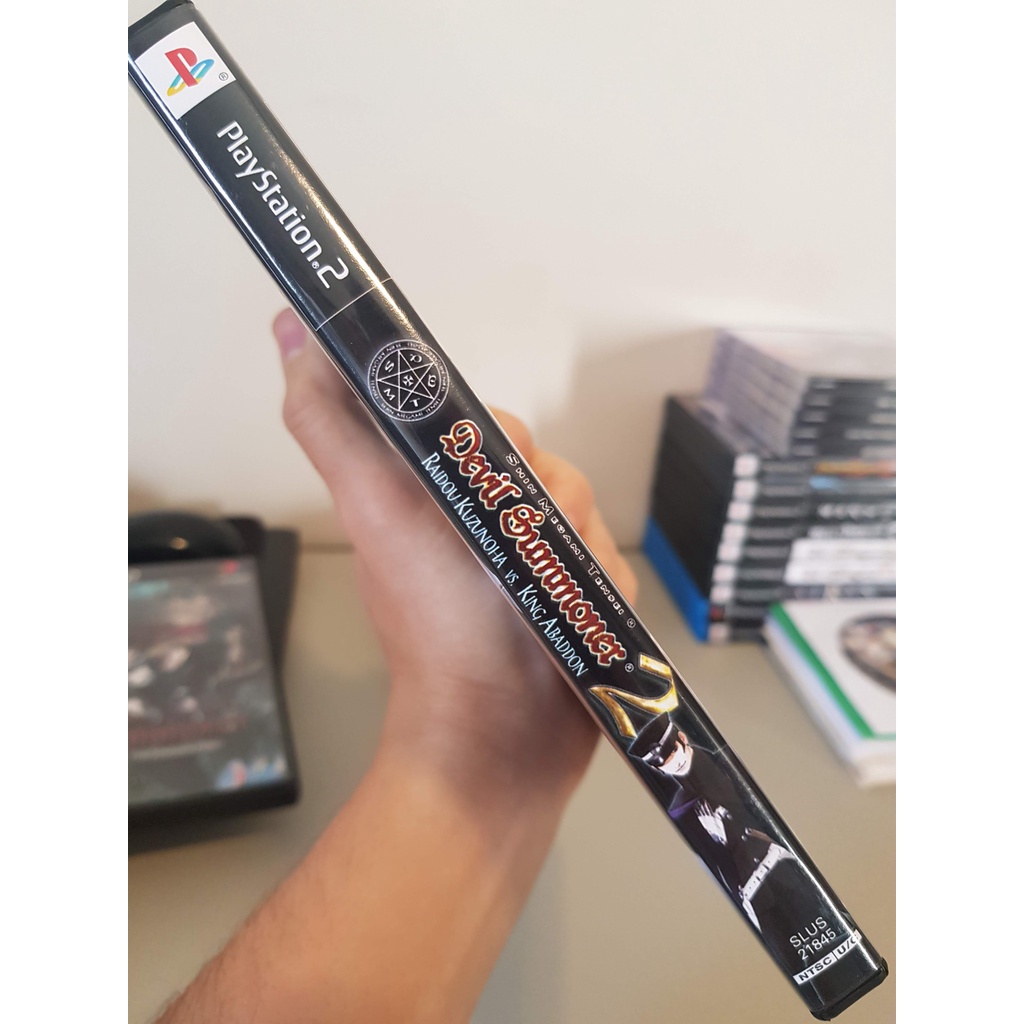 PlayStation®2
SHIN MEGAMI TENSEI®
Devil Summoner® 2
RAIDOU KUZUNOHA VS. KING ABADDON
SLUS
21845
NTSC U/C